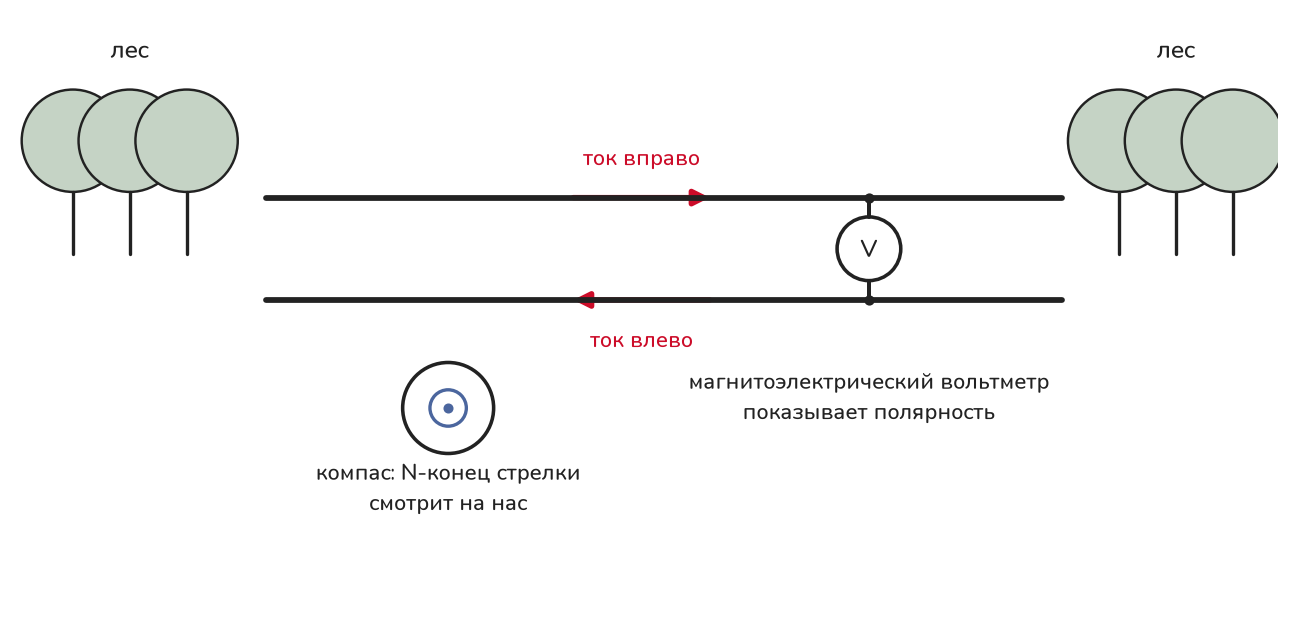 лес
лес
ток вправо
V
ток влево
магнитоэлектрический вольтметр
показывает полярность
компас: N-конец стрелки
смотрит на нас